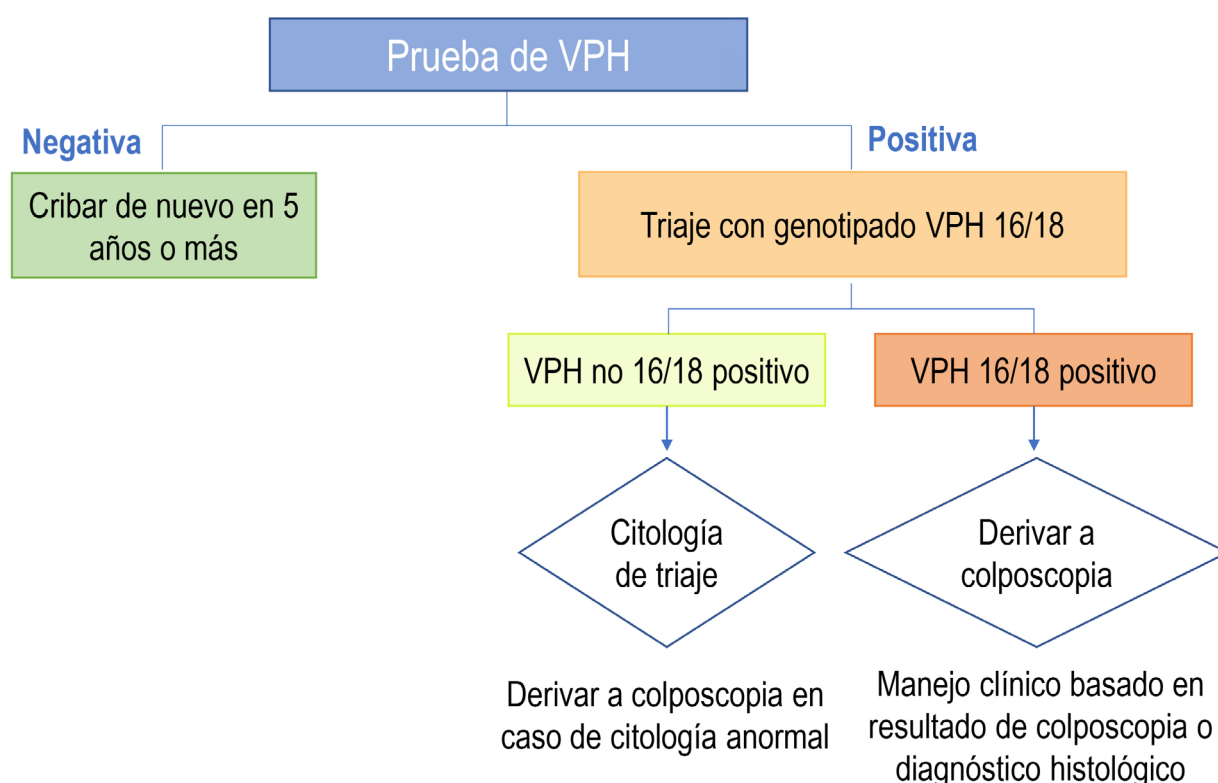 Prueba de VPH
Negativa
Positiva
Cribar de nuevo en 5
años o más
Triaje con genotipado VPH 16/18
VPH no 16/18 positivo
VPH 16/18 positivo
Citología
de triaje
Derivar a
colposcopia
Derivar a colposcopia en
caso de citología anormal
Manejo clínico basado en
resultado de colposcopia o
diagnóstico histológico